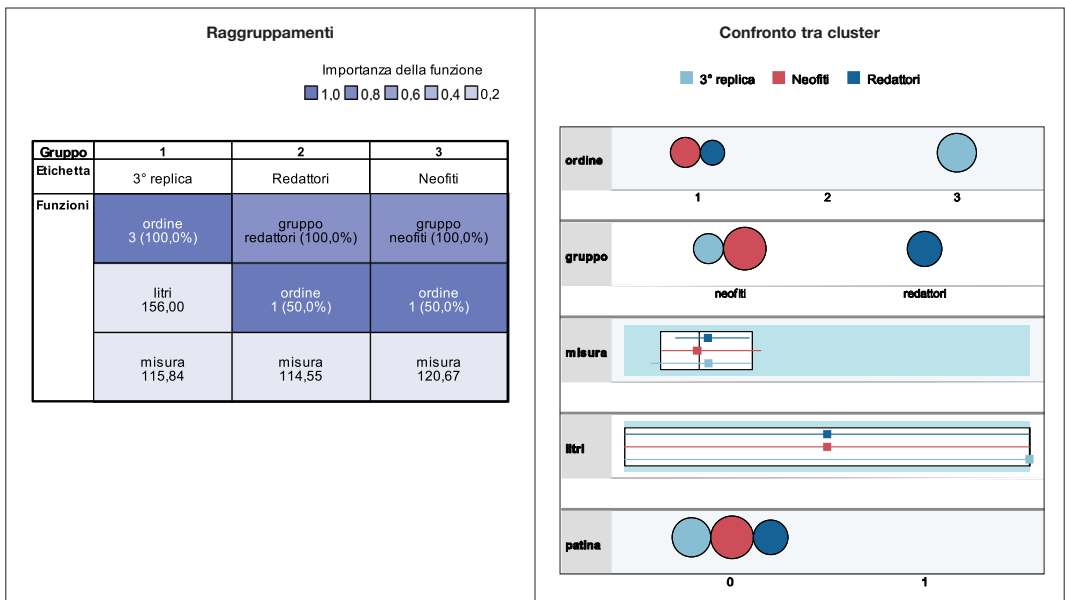 Raggruppamenti
Importanza della funzione
1,0 0,8 0,6 0,4 0,2
Gruppo 1 2 3
Etichetta 3° replica Redattori Neofiti
Funzioni
ordine gruppo gruppo
3 (100,0%) redattori (100,0%) neofiti (100,0%)
litri ordine ordine
156,00 1 (50,0%) 1 (50,0%)
misura misura misura
115,84 114,55 120,67
Confronto tra cluster
3° replica Neofiti Redattori
ordine
1 2 3
gruppo
neofiti redattori
misura
litri
patina
0 1